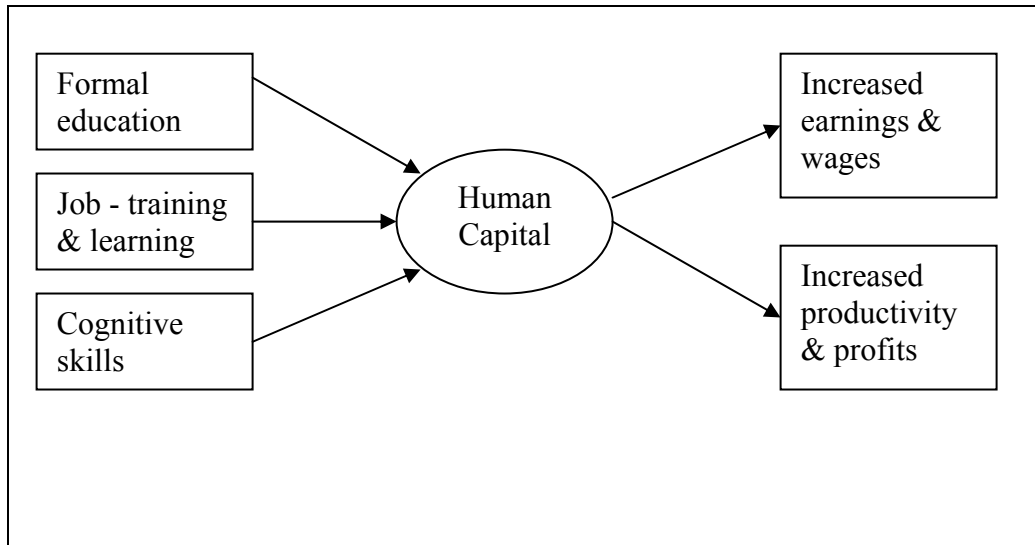 Formal
education
Job - training
& learning
Cognitive
skills
Human
Capital
Increased
earnings &
wages
Increased
productivity
& profits